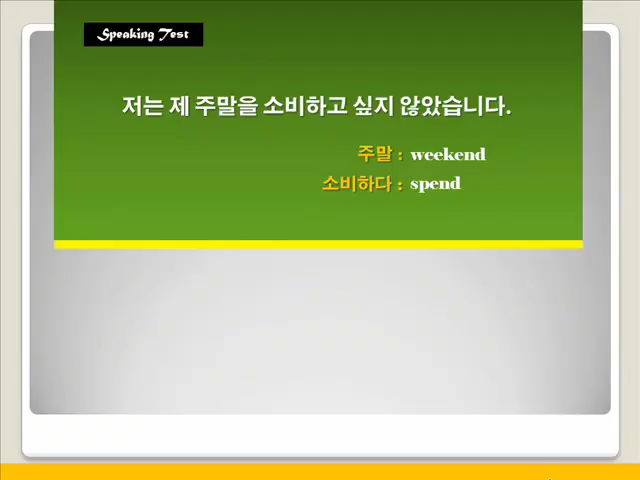 Speaking Test
저는 제 주말을 소비하고 싶지 않았습니다.
주말 : weekend
소비하다 : spend